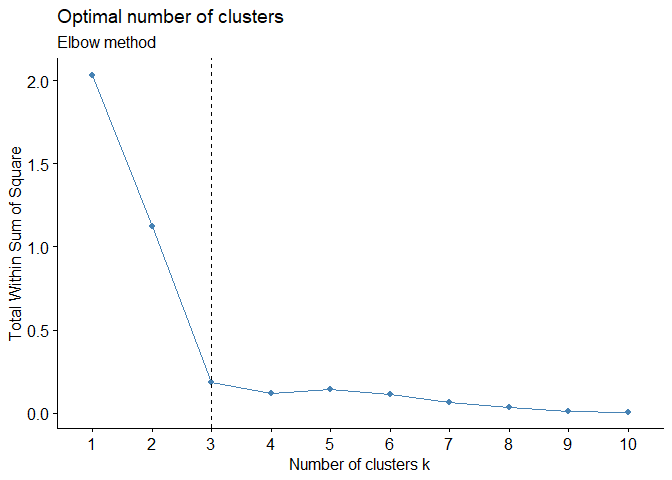 Optimal number of clusters
Elbow method
Total Within Sum of Square
2.0
1.5
1.0
0.5
0.0
1 2 3 4 5 6 7 8 9 10
Number of clusters k